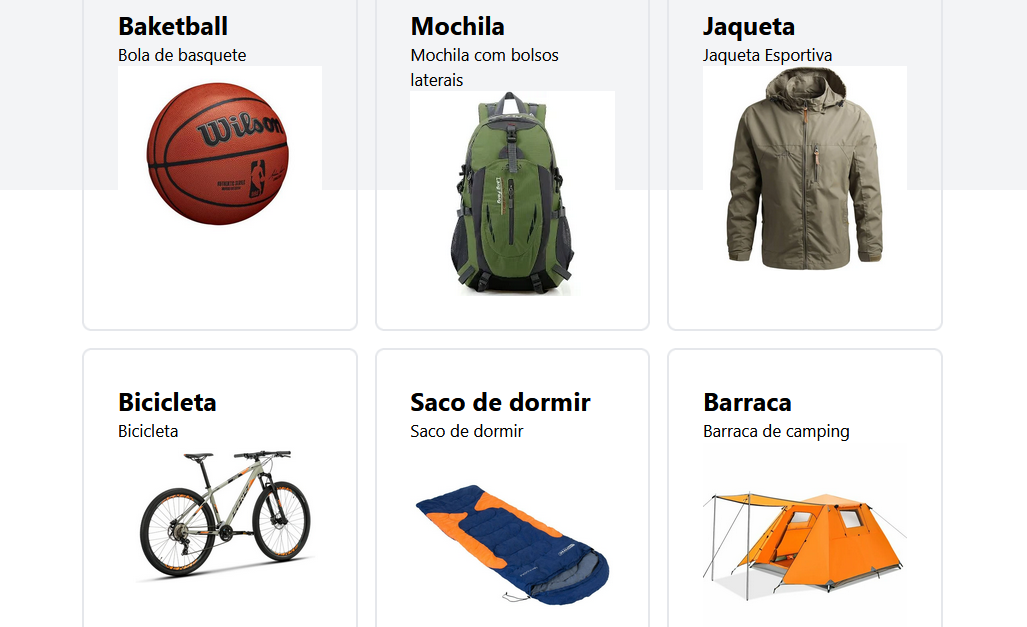 Baketball
Bola de basquete
Wilson
Mochila
Mochila com bolsos
laterais
Jaqueta
Jaqueta Esportiva
Bicicleta
Bicicleta
Saco de dormir
Saco de dormir
Barraca
Barraca de camping